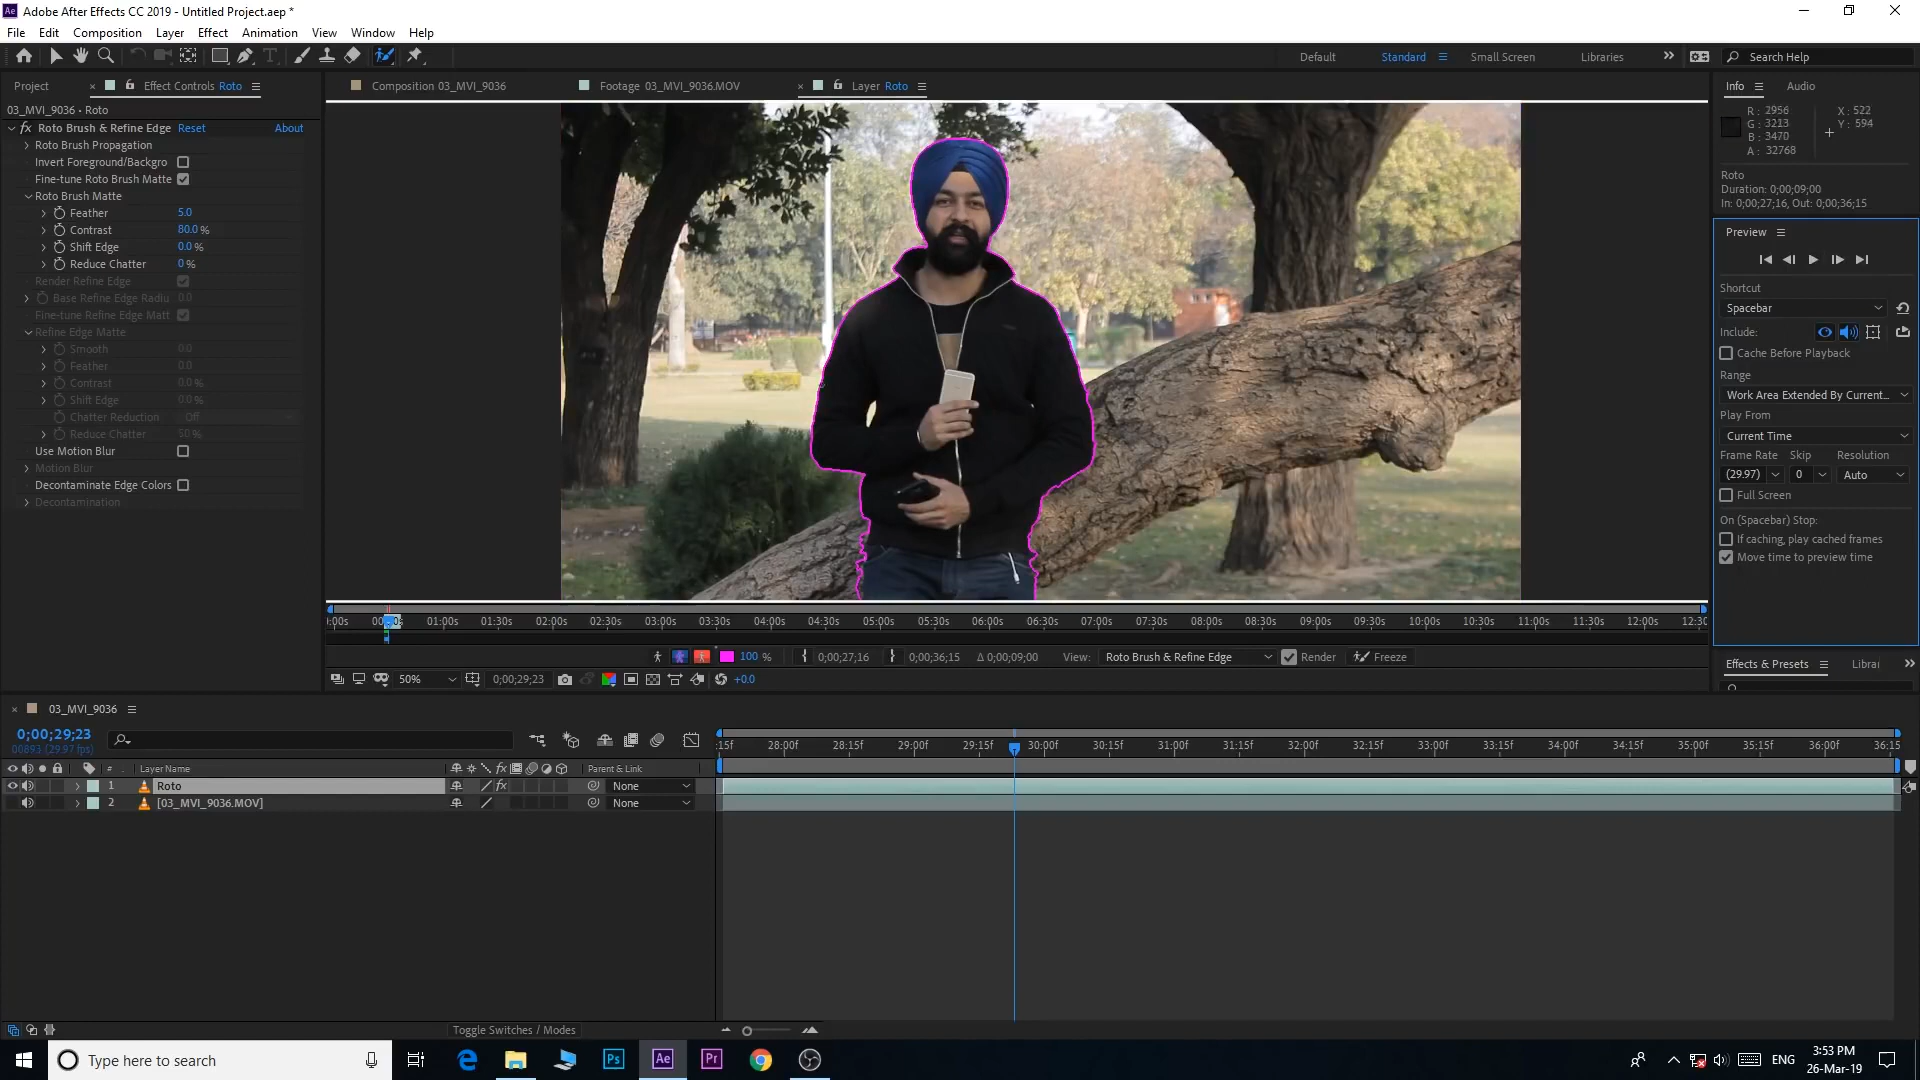 Ae Adobe After Effects CC 2019 - Untitled Project.aep *
File Edit Composition Layer Effect Animation View Window Help
Default Standard Small Screen Libraries Search Help
Project Effect Controls Roto
Composition 03_MVI_9036 Footage 03_MVI_9036.MOV Layer Roto
Info Audio
03_MVI_9036 • Roto
fx Roto Brush & Refine Edge Reset About
Roto Brush Propagation
Invert Foreground/Backgro
Fine-tune Roto Brush Matte
Roto Brush Matte
Feather 5.0
Contrast 80.0 %
Shift Edge 0.0 %
Reduce Chatter 0 %
Render Refine Edge
Base Refine Edge Radiu 0.0
Fine-tune Refine Edge Matt
Refine Edge Matte
Smooth 0.0
Feather 0.0
Contrast 0.0 %
Shift Edge 0.0 %
Chatter Reduction Off
Reduce Chatter 50 %
Use Motion Blur
Motion Blur
Decontaminate Edge Colors
Decontamination
R : 2956 X : 522
G : 3213 Y : 594
B : 3470
A : 32768
Roto
Duration: 0;00;09;00
In: 0;00;27;16, Out: 0;00;36;15
Preview
Shortcut
Spacebar
Include:
Cache Before Playback
Range
Work Area Extended By Current...
Play From
Current Time
Frame Rate Skip Resolution
(29.97) 0 Auto
Full Screen
On (Spacebar) Stop:
If caching, play cached frames
Move time to preview time
Effects & Presets Librai
01:00s 01:30s 02:00s 02:30s 03:00s 03:30s 04:00s 04:30s 05:00s 05:30s 06:00s 06:30s 07:00s 07:30s 08:00s 08:30s 09:00s 09:30s 10:00s 10:30s 11:00s 11:30s 12:00s 12:30
100 % 0;00;27;16 0;00;36;15 Δ 0;00;09;00 View: Roto Brush & Refine Edge Render Freeze
50% 0;00;29;23 +0.0
03_MVI_9036
0;00;29;23
00893 (29.97 fps)
:15f 28:00f 28:15f 29:00f 29:15f 30:00f 30:15f 31:00f 31:15f 32:00f 32:15f 33:00f 33:15f 34:00f 34:15f 35:00f 35:15f 36:00f 36:15
# Layer Name fx Parent & Link
1 Roto fx None
2 [03_MVI_9036.MOV] None
Toggle Switches / Modes
Type here to search Ps Ae Pr ENG 3:53 PM
26-Mar-19